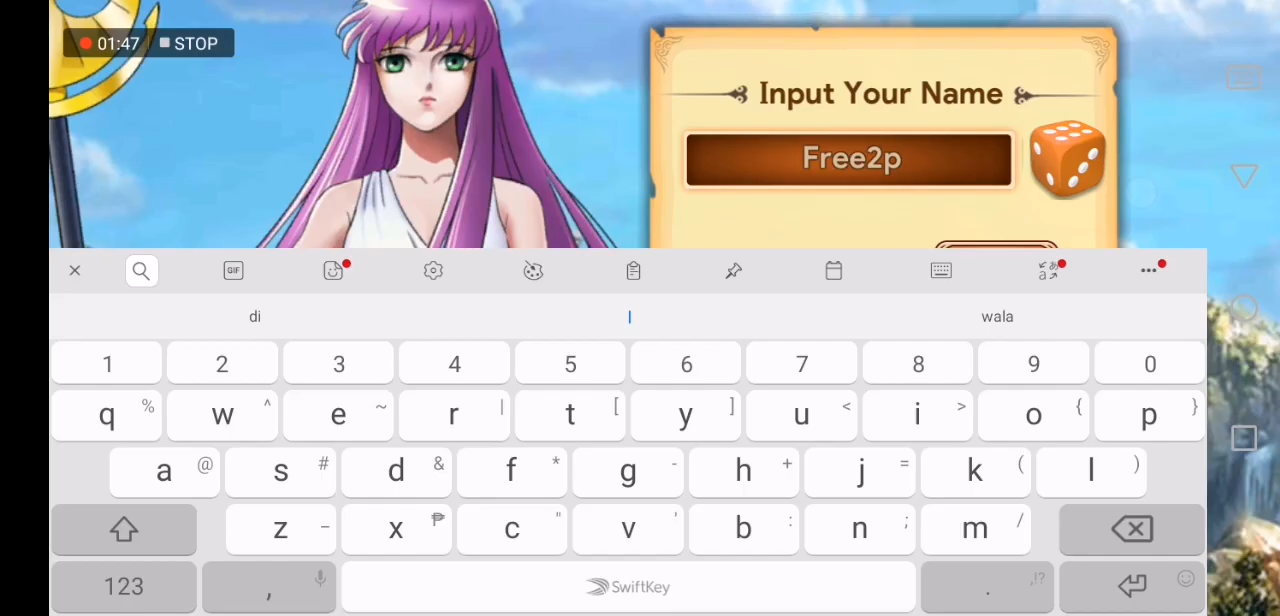 01:47 STOP
Input Your Name
Free2p
GIF
di I wala
1 2 3 4 5 6 7 8 9 0
q % w ^ e ~ r | t [ y ] u < i > o { p }
a @ s # d & f * g - h + j = k ( l )
z _ x ₱ c " v ' b : n ; m /
123 , SwiftKey . ,!?